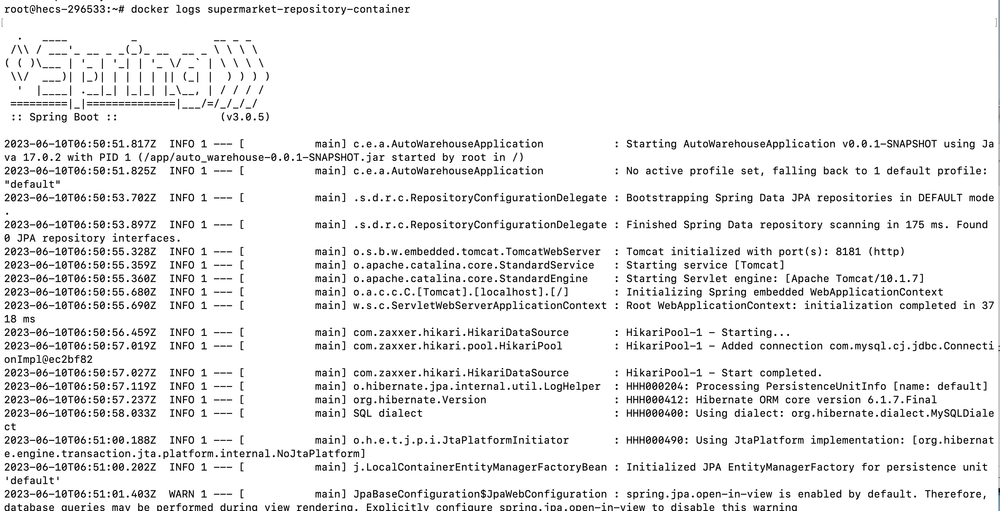 root@hecs-296533:~# docker logs supermarket-repository-container
[ ]
  .   ____          _            __ _ _
 /\\ / ___'_ __ _ _(_)_ __  __ _ \ \ \ \
( ( )\___ | '_ | '_| | '_ \/ _` | \ \ \ \
 \\/  ___)| |_)| | | | | || (_| |  ) ) ) )
  '  |____| .__|_| |_|_| |_\__, | / / / /
 =========|_|==============|___/=/_/_/_/
 :: Spring Boot ::                (v3.0.5)
2023-06-10T06:50:51.817Z  INFO 1 --- [           main] c.e.a.AutoWarehouseApplication           : Starting AutoWarehouseApplication v0.0.1-SNAPSHOT using Ja
va 17.0.2 with PID 1 (/app/auto_warehouse-0.0.1-SNAPSHOT.jar started by root in /)
2023-06-10T06:50:51.825Z  INFO 1 --- [           main] c.e.a.AutoWarehouseApplication           : No active profile set, falling back to 1 default profile:
"default"
2023-06-10T06:50:53.702Z  INFO 1 --- [           main] .s.d.r.c.RepositoryConfigurationDelegate : Bootstrapping Spring Data JPA repositories in DEFAULT mode
.
2023-06-10T06:50:53.897Z  INFO 1 --- [           main] .s.d.r.c.RepositoryConfigurationDelegate : Finished Spring Data repository scanning in 175 ms. Found
0 JPA repository interfaces.
2023-06-10T06:50:55.328Z  INFO 1 --- [           main] o.s.b.w.embedded.tomcat.TomcatWebServer  : Tomcat initialized with port(s): 8181 (http)
2023-06-10T06:50:55.359Z  INFO 1 --- [           main] o.apache.catalina.core.StandardService   : Starting service [Tomcat]
2023-06-10T06:50:55.360Z  INFO 1 --- [           main] o.apache.catalina.core.StandardEngine    : Starting Servlet engine: [Apache Tomcat/10.1.7]
2023-06-10T06:50:55.680Z  INFO 1 --- [           main] o.a.c.c.C.[Tomcat].[localhost].[/]       : Initializing Spring embedded WebApplicationContext
2023-06-10T06:50:55.690Z  INFO 1 --- [           main] w.s.c.ServletWebServerApplicationContext : Root WebApplicationContext: initialization completed in 37
18 ms
2023-06-10T06:50:56.459Z  INFO 1 --- [           main] com.zaxxer.hikari.HikariDataSource       : HikariPool-1 - Starting...
2023-06-10T06:50:57.019Z  INFO 1 --- [           main] com.zaxxer.hikari.pool.HikariPool        : HikariPool-1 - Added connection com.mysql.cj.jdbc.Connecti
onImpl@ec2bf82
2023-06-10T06:50:57.027Z  INFO 1 --- [           main] com.zaxxer.hikari.HikariDataSource       : HikariPool-1 - Start completed.
2023-06-10T06:50:57.119Z  INFO 1 --- [           main] o.hibernate.jpa.internal.util.LogHelper  : HHH000204: Processing PersistenceUnitInfo [name: default]
2023-06-10T06:50:57.237Z  INFO 1 --- [           main] org.hibernate.Version                    : HHH000412: Hibernate ORM core version 6.1.7.Final
2023-06-10T06:50:58.033Z  INFO 1 --- [           main] SQL dialect                              : HHH000400: Using dialect: org.hibernate.dialect.MySQLDiale
ct
2023-06-10T06:51:00.188Z  INFO 1 --- [           main] o.h.e.t.j.p.i.JtaPlatformInitiator       : HHH000490: Using JtaPlatform implementation: [org.hibernat
e.engine.transaction.jta.platform.internal.NoJtaPlatform]
2023-06-10T06:51:00.202Z  INFO 1 --- [           main] j.LocalContainerEntityManagerFactoryBean : Initialized JPA EntityManagerFactory for persistence unit
'default'
2023-06-10T06:51:01.403Z  WARN 1 --- [           main] JpaBaseConfiguration$JpaWebConfiguration : spring.jpa.open-in-view is enabled by default. Therefore,
database queries may be performed during view rendering. Explicitly configure spring.jpa.open-in-view to disable this warning